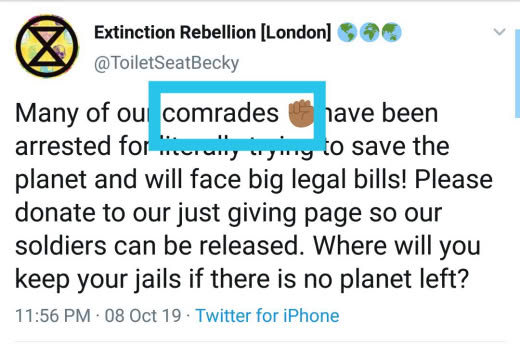 Extinction Rebellion [London] 🌎🌍🌏
@ToiletSeatBecky
Many of our comrades ✊🏾 have been
arrested for literally trying to save the
planet and will face big legal bills! Please
donate to our just giving page so our
soldiers can be released. Where will you
keep your jails if there is no planet left?
11:56 PM · 08 Oct 19 · Twitter for iPhone